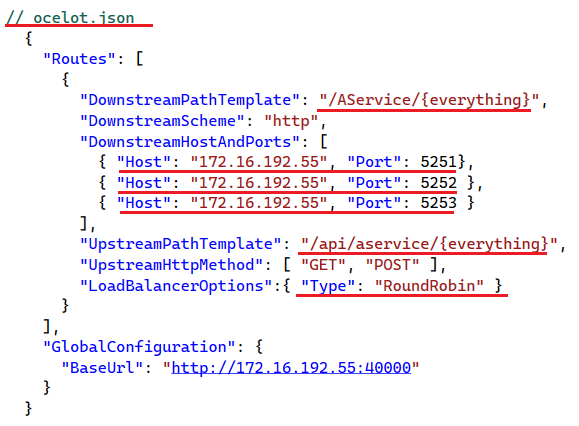 // ocelot.json
{
"Routes": [
{
"DownstreamPathTemplate": "/AService/{everything}",
"DownstreamScheme": "http",
"DownstreamHostAndPorts": [
{ "Host": "172.16.192.55", "Port": 5251},
{ "Host": "172.16.192.55", "Port": 5252 },
{ "Host": "172.16.192.55", "Port": 5253 }
],
"UpstreamPathTemplate": "/api/aservice/{everything}",
"UpstreamHttpMethod": [ "GET", "POST" ],
"LoadBalancerOptions":{ "Type": "RoundRobin" }
}
],
"GlobalConfiguration": {
"BaseUrl": "http://172.16.192.55:40000"
}
}